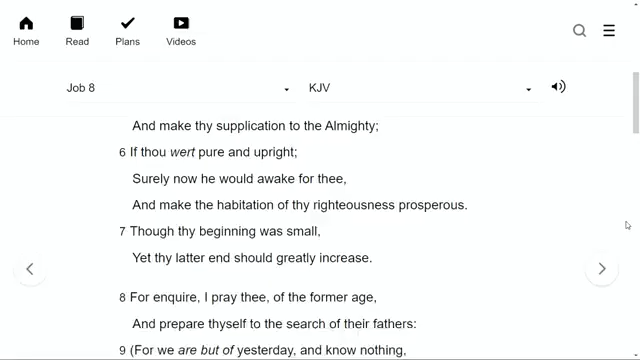 Home Read Plans Videos
Job 8 KJV
And make thy supplication to the Almighty;
6 If thou wert pure and upright;
Surely now he would awake for thee,
And make the habitation of thy righteousness prosperous.
7 Though thy beginning was small,
Yet thy latter end should greatly increase.
8 For enquire, I pray thee, of the former age,
And prepare thyself to the search of their fathers:
9 (For we are but of yesterday, and know nothing,